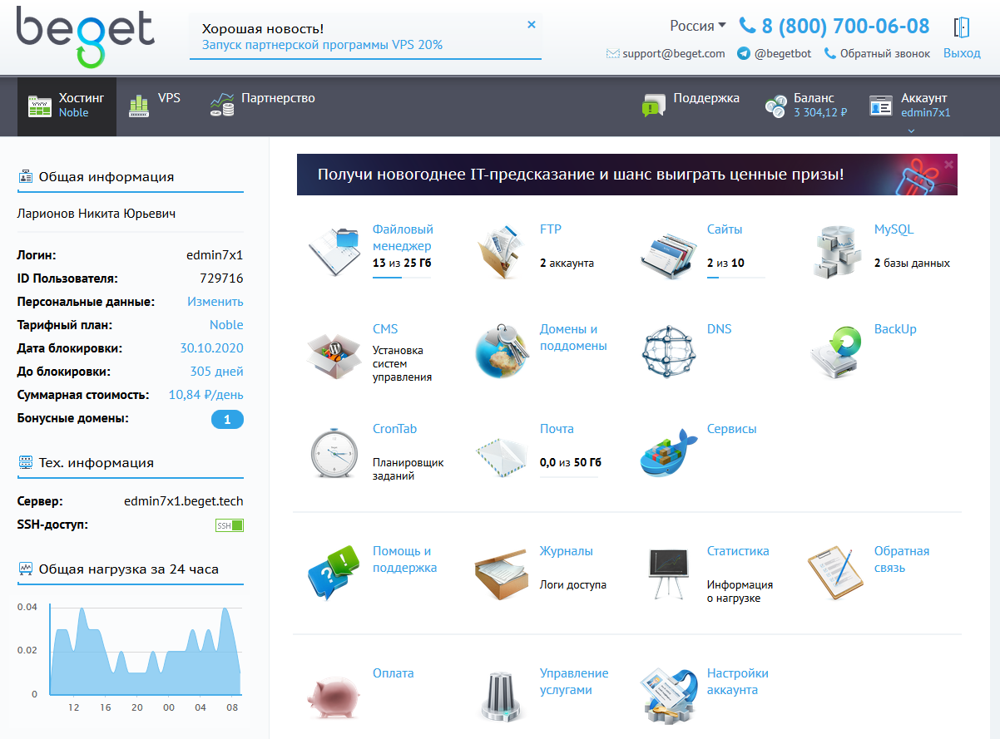 beget
Хорошая новость!
Запуск партнерской программы VPS 20%
Россия
8 (800) 700-06-08
support@beget.com
@begetbot
Обратный звонок
Выход
Хостинг
Noble
VPS
Партнерство
Поддержка
Баланс
3 304,12 ₽
Аккаунт
edmin7x1
Общая информация
Ларионов Никита Юрьевич
Логин: edmin7x1
ID Пользователя: 729716
Персональные данные: Изменить
Тарифный план: Noble
Дата блокировки: 30.10.2020
До блокировки: 305 дней
Суммарная стоимость: 10,84 ₽/день
Бонусные домены: 1
Тех. информация
Сервер: edmin7x1.beget.tech
SSH-доступ: SSH
Общая нагрузка за 24 часа
0.04
0.02
0
12 16 20 00 04 08
Получи новогоднее IT-предсказание и шанс выиграть ценные призы!
Файловый
менеджер
13 из 25 Гб
FTP
2 аккаунта
Сайты
2 из 10
MySQL
2 базы данных
CMS
Установка
систем
управления
Домены и
поддомены
DNS
BackUp
CronTab
Планировщик
заданий
Почта
0,0 из 50 Гб
Сервисы
Помощь и
поддержка
Журналы
Логи доступа
Статистика
Информация
о нагрузке
Обратная
связь
Оплата
Управление
услугами
Настройки
аккаунта